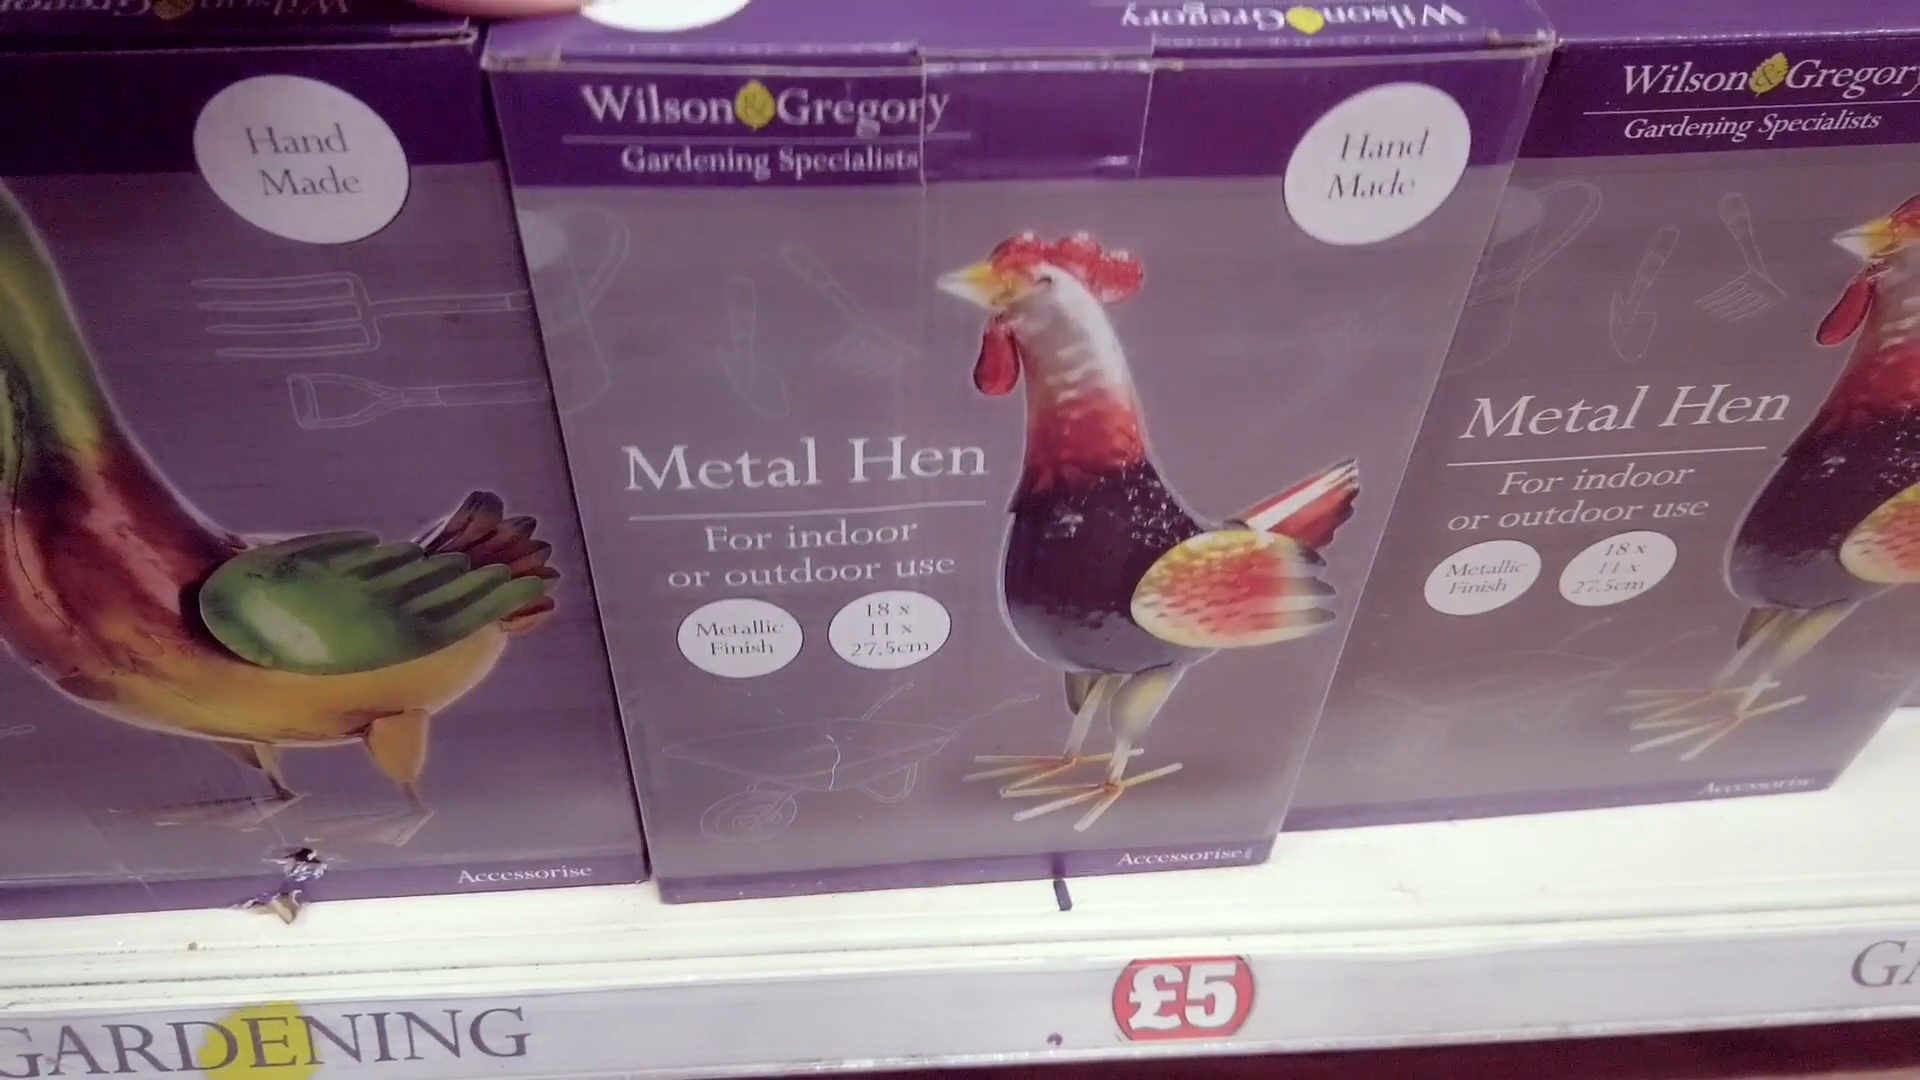 Wilson & Gregory
Hand
Made
Wilson & Gregory
Gardening Specialists
Hand
Made
Metal Hen
For indoor
or outdoor use
Metallic
Finish
18 x
11 x
27.5cm
Accessorise
Wilson & Gregory
Gardening Specialists
Metal Hen
For indoor
or outdoor use
Metallic
Finish
18 x
11 x
27.5cm
Accessorise
Accessorise
GARDENING
£5
GA